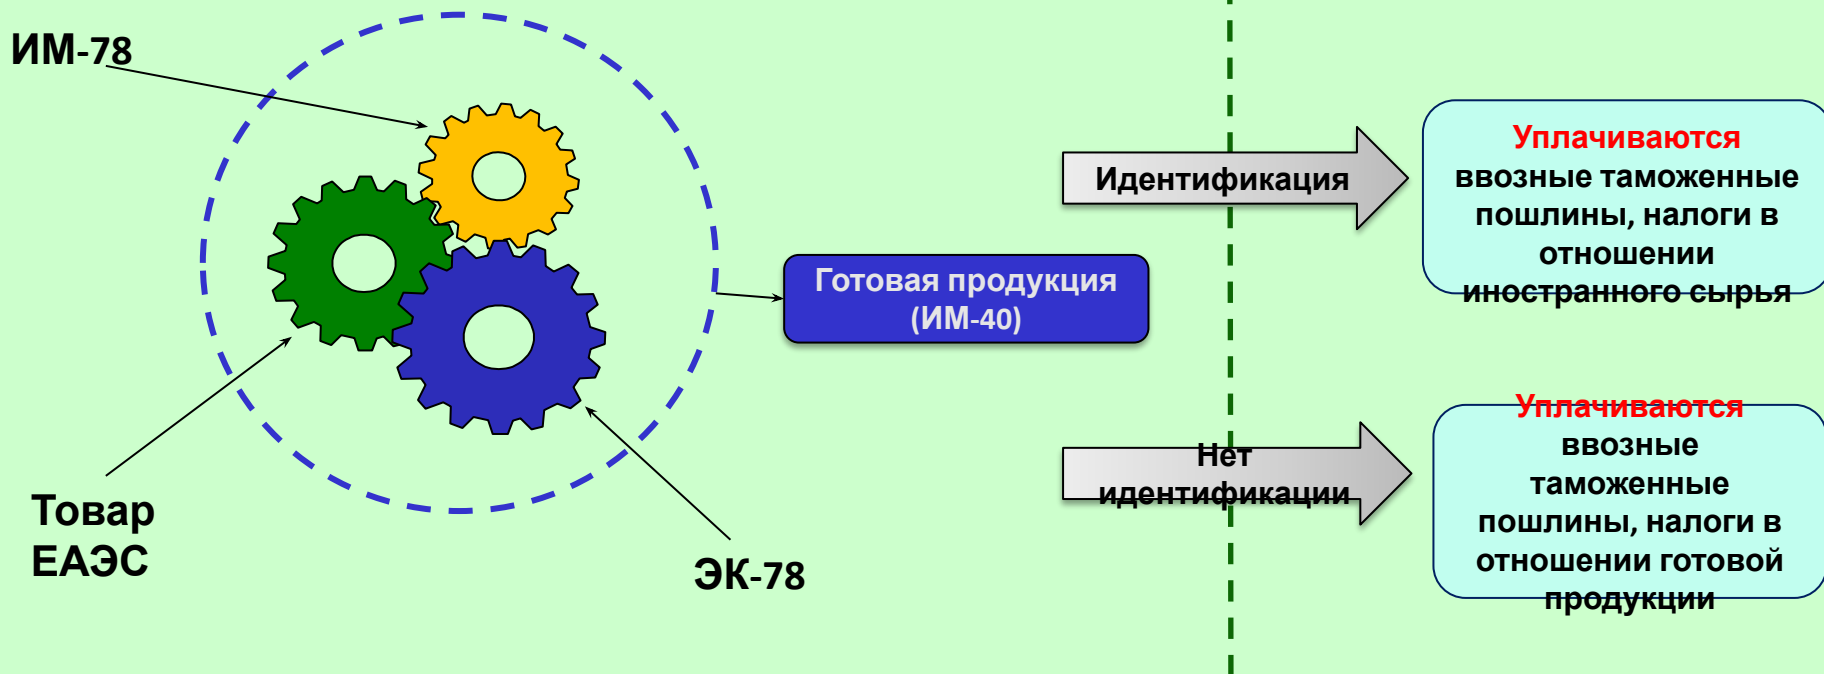 ИМ-78
Товар
ЕАЭС
ЭК-78
Готовая продукция
(ИМ-40)
Идентификация
Уплачиваются
ввозные таможенные
пошлины, налоги в
отношении
иностранного сырья
Нет
идентификации
Уплачиваются
ввозные
таможенные
пошлины, налоги в
отношении готовой
продукции